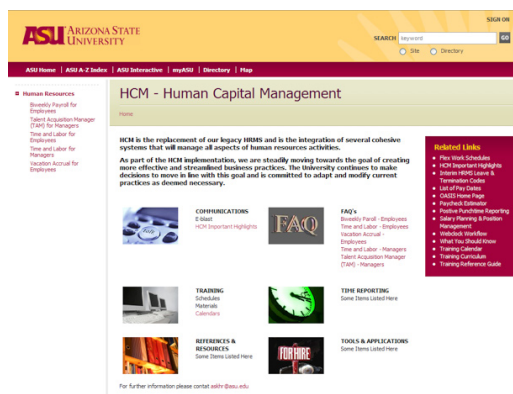 SIGN ON
ASU ARIZONA STATE
UNIVERSITY
SEARCH keyword GO
Site Directory
ASU Home | ASU A-Z Index | ASU Interactive | myASU | Directory | Map
Human Resources
Biweekly Payroll for
Employees
Talent Acquisition Manager
(TAM) for Managers
Time and Labor for
Employees
Time and Labor for
Managers
Vacation Accrual for
Employees
HCM - Human Capital Management
Home
HCM is the replacement of our legacy HRMS and is the integration of several cohesive
systems that will manage all aspects of human resources activities.
As part of the HCM implementation, we are steadily moving towards the goal of creating
more effective and streamlined business practices. The University continues to make
decisions to move in line with this goal and is committed to adapt and modify current
practices as deemed necessary.
COMMUNICATIONS
E-blast
HCM Important Highlights
FAQ
FAQ's
Biweekly Paroll - Employees
Time and Labor - Employees
Vacation Accrual -
Employees
Time and Labor - Managers
Talent Acquisition Manager
(TAM) - Managers
TRAINING
Schedules
Materials
Calendars
TIME REPORTING
Some Items Listed Here
REFERENCES &
RESOURCES
Some Items Listed Here
FOR HIRE
TOOLS & APPLICATIONS
Some Items Listed Here
For further information please contat askhr@asu.edu
Related Links
Flex Work Schedules
HCM Important Highlights
Interim HRMS Leave &
Termination Codes
List of Pay Dates
OASIS Home Page
Paycheck Estimator
Positive Punchtime Reporting
Salary Planning & Position
Management
Webclock Workflow
What You Should Know
Training Calendar
Training Curriculum
Training Reference Guide